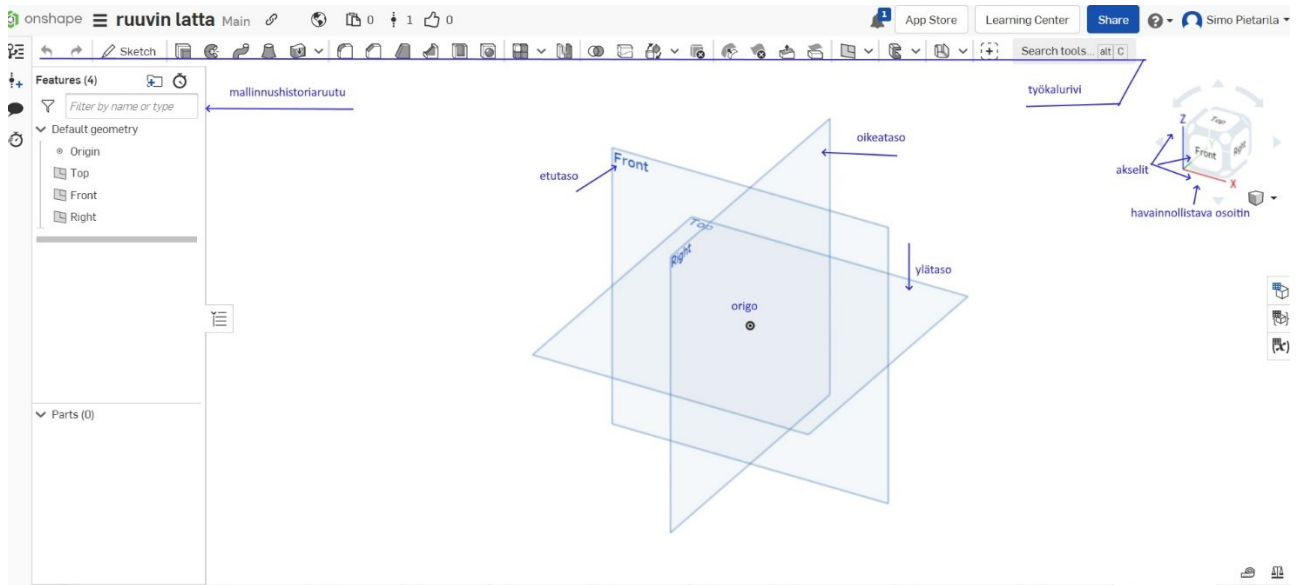 onshape ruuvin latta Main 0 1 0 1 App Store Learning Center Share Simo Pietarila
Sketch Search tools... alt C
Features (4)
Filter by name or type
Default geometry
Origin
Top
Front
Right
Parts (0)
mallinnushistoriaruutu
työkalurivi
oikeataso
etutaso
Front
Top
Right
ylätaso
origo
Z
Top
Y
Front
Right
X
akselit
havainnollistava osoitin
(x)